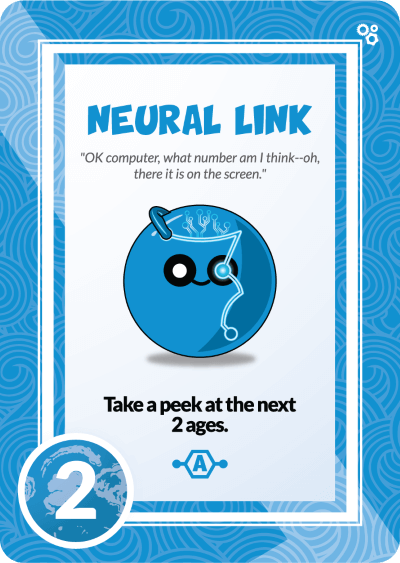 NEURAL LINK
"OK computer, what number am I think--oh,
there it is on the screen."
Take a peek at the next
2 ages.
A
2